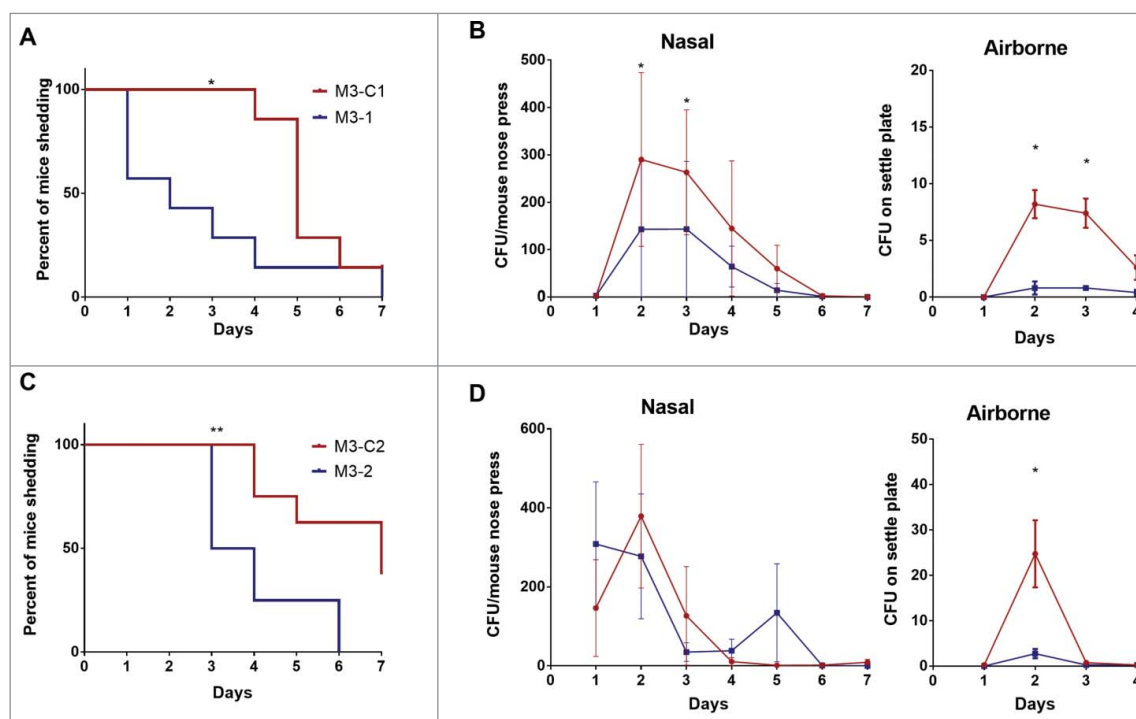 A
*
M3-C1
M3-1
Percent of mice shedding
100
50
0
0 1 2 3 4 5 6 7
Days
B
Nasal
CFU/mouse nose press
500
400
300
200
100
0
* *
0 1 2 3 4 5 6 7
Days
Airborne
CFU on settle plate
20
15
10
5
0
* *
0 1 2 3 4
Days
C
**
M3-C2
M3-2
Percent of mice shedding
100
50
0
0 1 2 3 4 5 6 7
Days
D
Nasal
CFU/mouse nose press
600
400
200
0
0 1 2 3 4 5 6 7
Days
Airborne
CFU on settle plate
50
40
30
20
10
0
*
0 1 2 3 4
Days